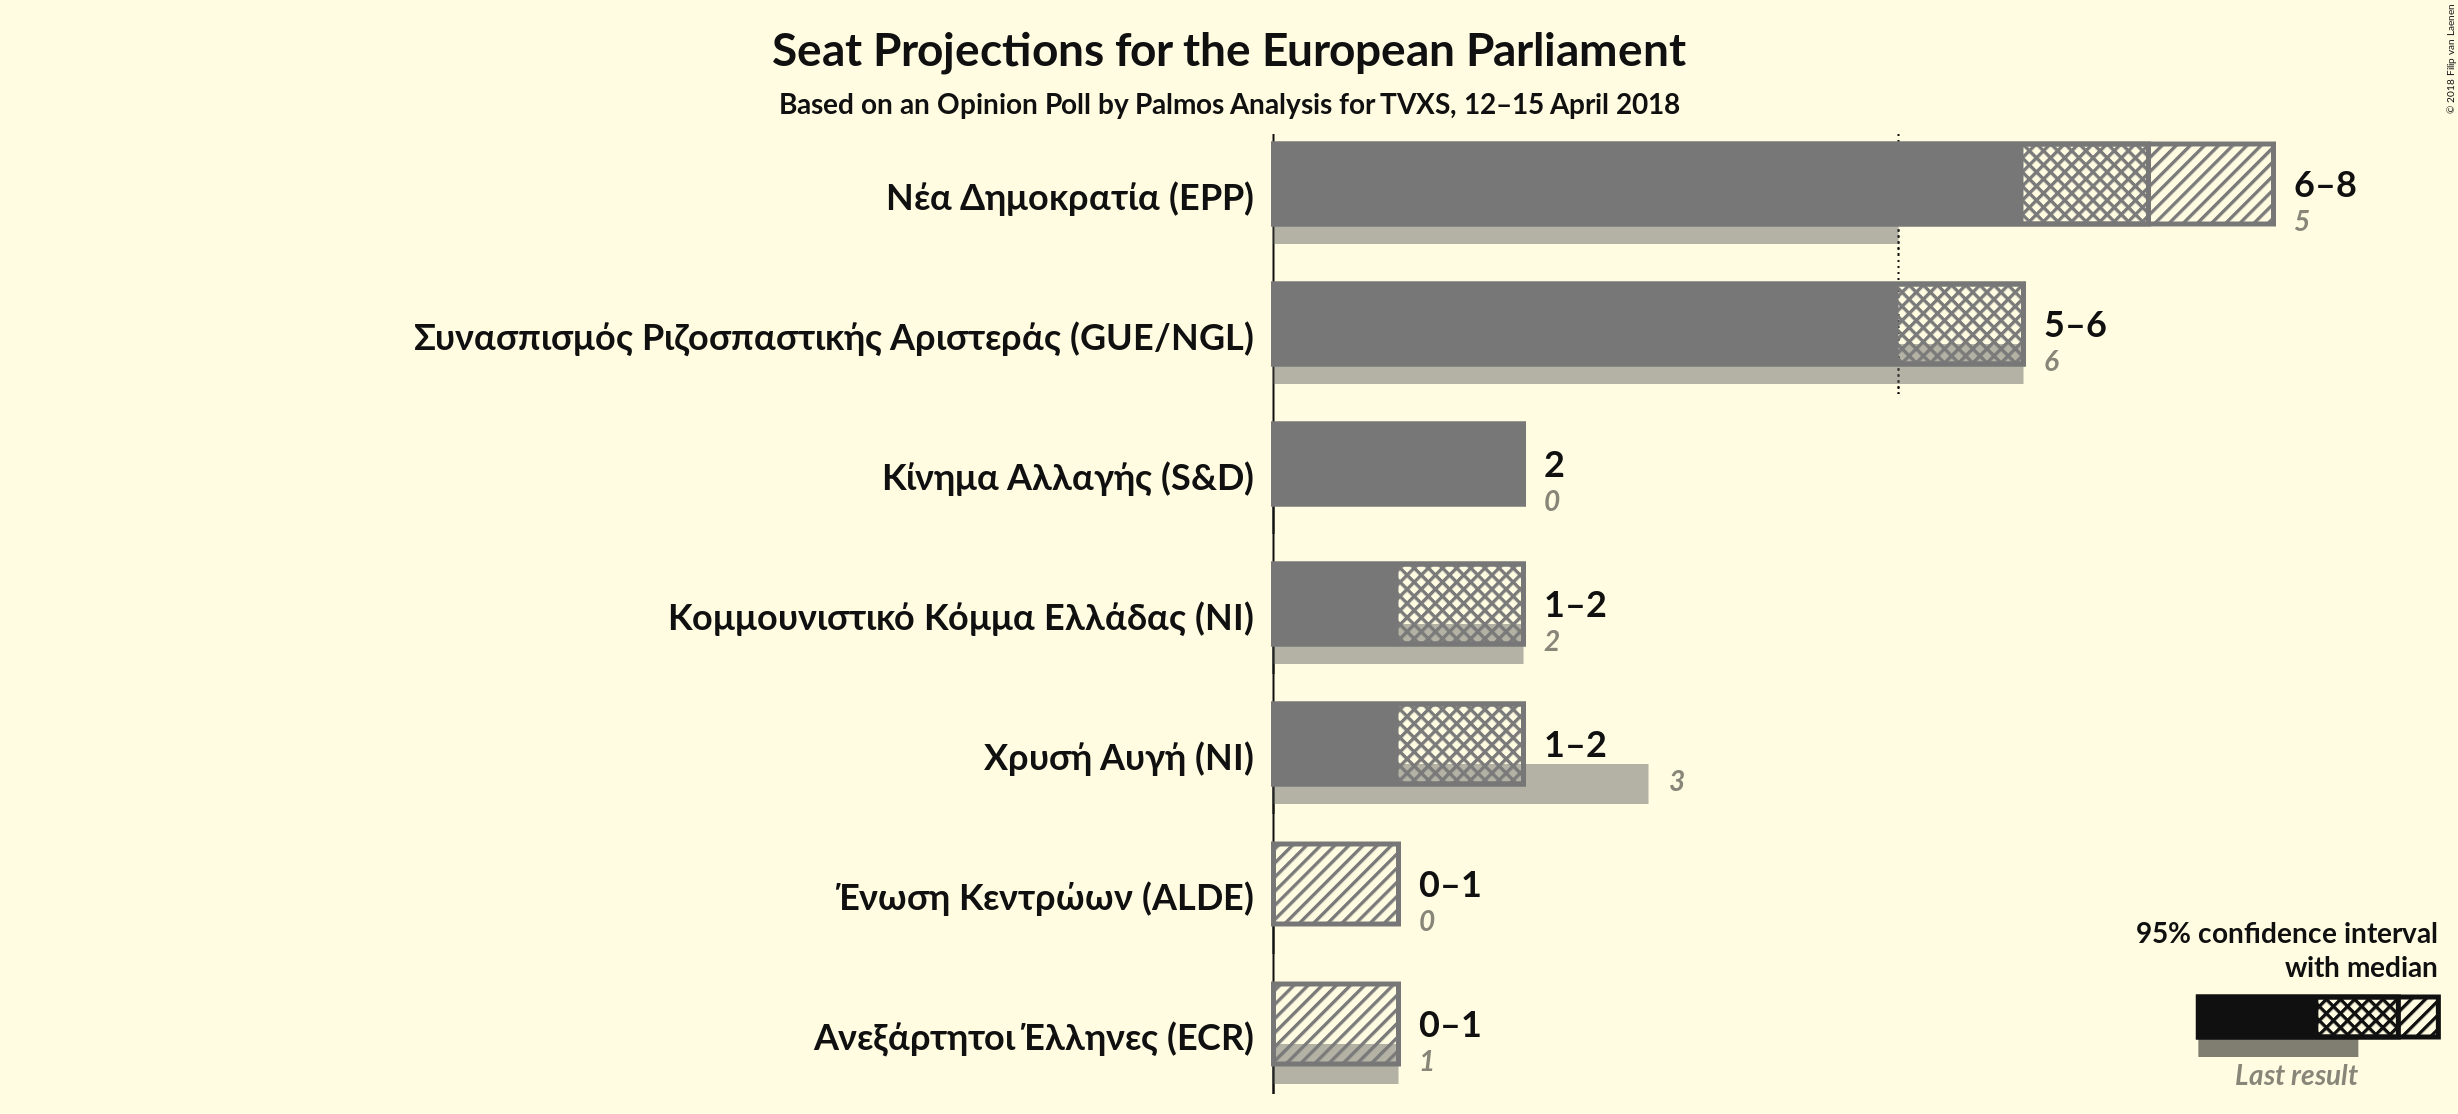 Seat Projections for the European Parliament
Based on an Opinion Poll by Palmos Analysis for TVXS, 12–15 April 2018
© 2018 Filip van Laenen
Νέα Δημοκρατία (EPP)
6–8
5
Συνασπισμός Ριζοσπαστικής Αριστεράς (GUE/NGL)
5–6
6
Κίνημα Αλλαγής (S&D)
2
0
Κομμουνιστικό Κόμμα Ελλάδας (NI)
1–2
2
Χρυσή Αυγή (NI)
1–2
3
Ένωση Κεντρώων (ALDE)
0–1
0
Ανεξάρτητοι Έλληνες (ECR)
0–1
1
95% confidence interval
with median
Last result